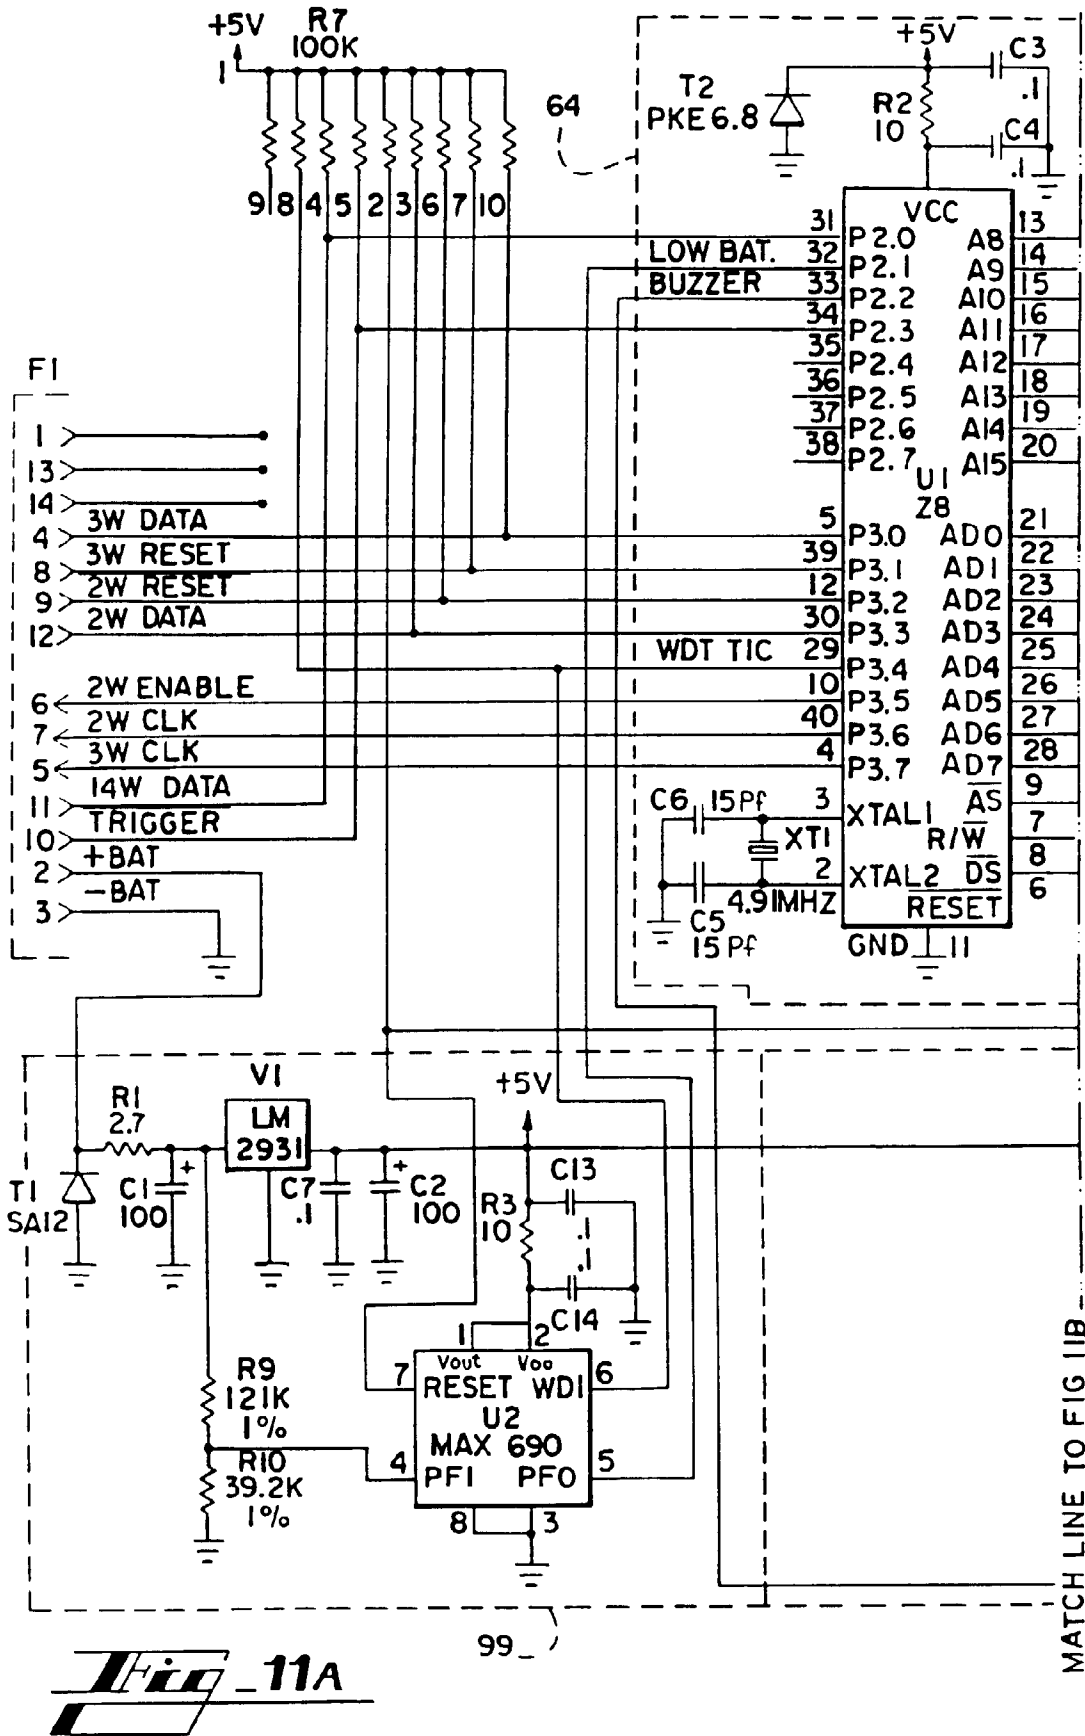 +5V
R7
100K
1
9 8 4 5 2 3 6 7 10
64
T2
PKE 6.8
+5V
R2
10
C3
.1
C4
.1
VCC
31 P2.0 A8 13
LOW BAT. 32 P2.1 A9 14
BUZZER 33 P2.2 A10 15
34 P2.3 A11 16
35 P2.4 A12 17
36 P2.5 A13 18
37 P2.6 A14 19
38 P2.7 A15 20
U1
Z8
5 P3.0 AD0 21
39 P3.1 AD1 22
12 P3.2 AD2 23
30 P3.3 AD3 24
WDT TIC 29 P3.4 AD4 25
10 P3.5 AD5 26
40 P3.6 AD6 27
4 P3.7 AD7 28
AS 9
3 XTAL1
R/W 7
2 XTAL2 DS 8
RESET 6
GND 11
C6 15 Pf
XT1
4.91MHZ
C5
15 Pf
F1
1
13
14
4 3W DATA
8 3W RESET
9 2W RESET
12 2W DATA
6 2W ENABLE
7 2W CLK
5 3W CLK
11 14W DATA
10 TRIGGER
2 +BAT
3 -BAT
V1
LM
2931
R1
2.7
T1
SA12
C1
100
+
C7
.1
C2
100
+
+5V
R3
10
C13
.1
.1
C14
1 2
Vout Voo
7 RESET WDI 6
U2
MAX 690
4 PFI PFO 5
8 3
R9
121K
1%
R10
39.2K
1%
99
MATCH LINE TO FIG 11B
Fig_11A